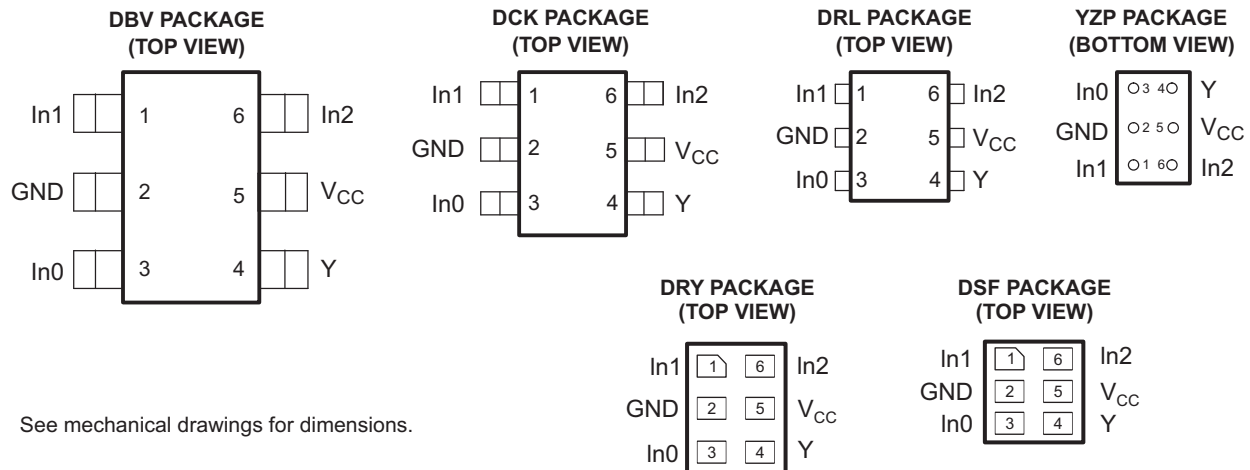 DBV PACKAGE
(TOP VIEW)
In1 1 6 In2
GND 2 5 VCC
In0 3 4 Y
DCK PACKAGE
(TOP VIEW)
In1 1 6 In2
GND 2 5 VCC
In0 3 4 Y
DRL PACKAGE
(TOP VIEW)
In1 1 6 In2
GND 2 5 VCC
In0 3 4 Y
YZP PACKAGE
(BOTTOM VIEW)
In0 3 4 Y
GND 2 5 VCC
In1 1 6 In2
DRY PACKAGE
(TOP VIEW)
In1 1 6 In2
GND 2 5 VCC
In0 3 4 Y
DSF PACKAGE
(TOP VIEW)
In1 1 6 In2
GND 2 5 VCC
In0 3 4 Y
See mechanical drawings for dimensions.